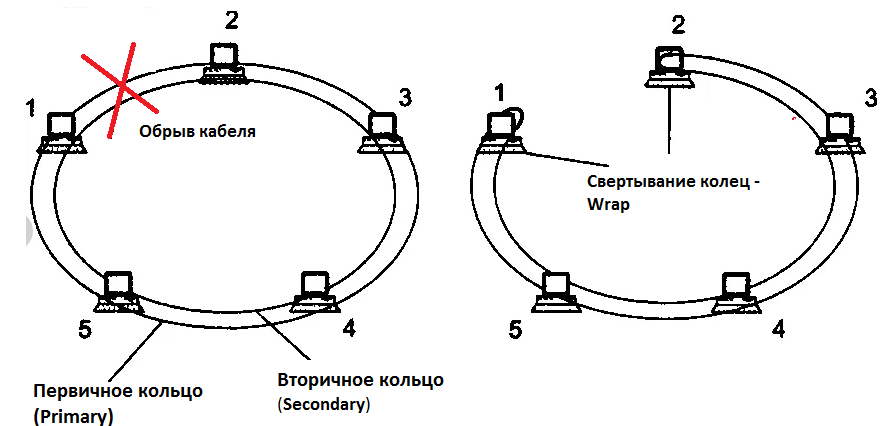 2
1
3
Обрыв кабеля
5
4
Первичное кольцо
(Primary)
Вторичное кольцо
(Secondary)
2
1
3
Свертывание колец -
Wrap
5
4